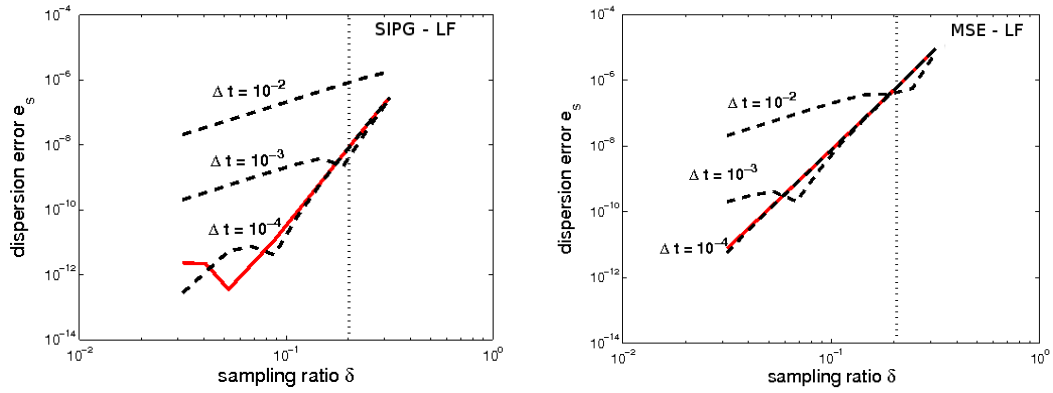 SIPG - LF
dispersion error e_s
10^-4
10^-6
10^-8
10^-10
10^-12
10^-14
Δ t = 10^-2
Δ t = 10^-3
Δ t = 10^-4
10^-2
10^-1
10^0
sampling ratio δ
MSE - LF
dispersion error e_s
10^-4
10^-6
10^-8
10^-10
10^-12
10^-14
Δ t = 10^-2
Δ t = 10^-3
Δ t = 10^-4
10^-2
10^-1
10^0
sampling ratio δ